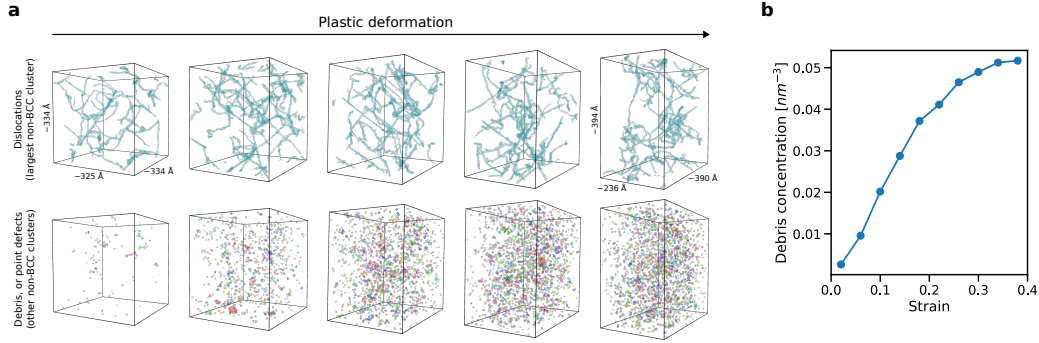 a
Plastic deformation
Dislocations
(largest non-BCC cluster)
~334 Å
~325 Å
~334 Å
~394 Å
~236 Å
~390 Å
Debris, or point defects
(other non-BCC clusters)
b
Debris concentration [nm⁻³]
0.05
0.04
0.03
0.02
0.01
0.0 0.1 0.2 0.3 0.4
Strain